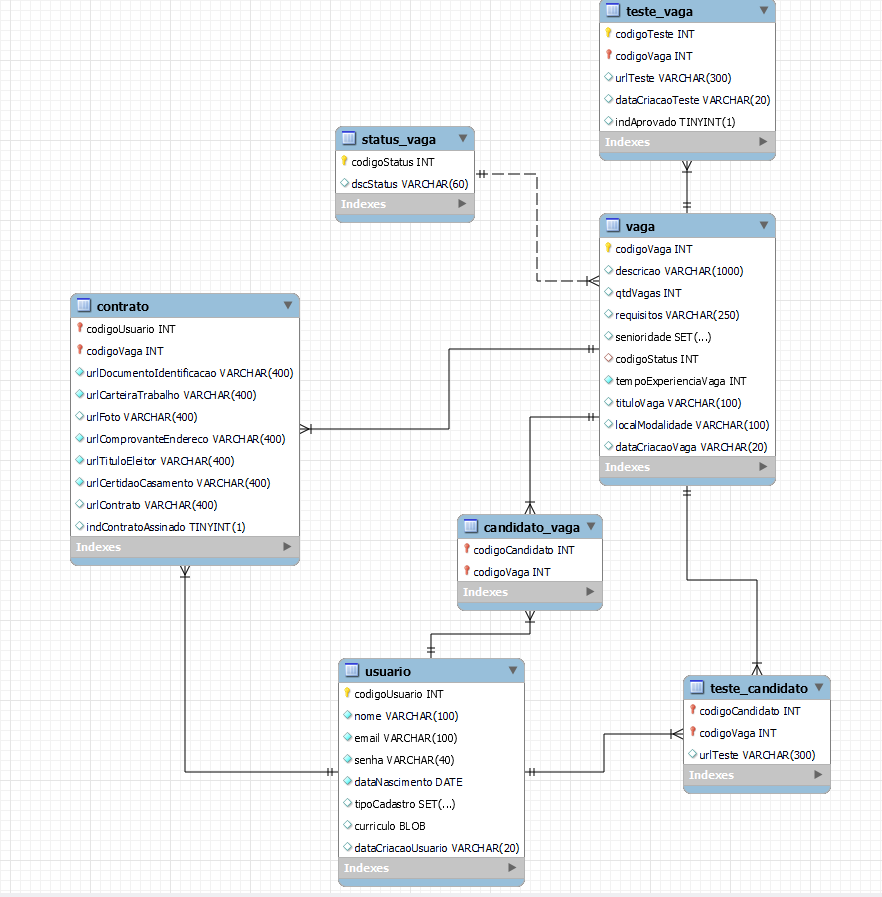 teste_vaga
codigoTeste INT
codigoVaga INT
urlTeste VARCHAR(300)
dataCriacaoTeste VARCHAR(20)
indAprovado TINYINT(1)
Indexes
status_vaga
codigoStatus INT
dscStatus VARCHAR(60)
Indexes
vaga
codigoVaga INT
descricao VARCHAR(1000)
qtdVagas INT
requisitos VARCHAR(250)
senioridade SET(...)
codigoStatus INT
tempoExperienciaVaga INT
tituloVaga VARCHAR(100)
localModalidade VARCHAR(100)
dataCriacaoVaga VARCHAR(20)
Indexes
contrato
codigoUsuario INT
codigoVaga INT
urlDocumentoIdentificacao VARCHAR(400)
urlCarteiraTrabalho VARCHAR(400)
urlFoto VARCHAR(400)
urlComprovanteEndereco VARCHAR(400)
urlTituloEleitor VARCHAR(400)
urlCertidaoCasamento VARCHAR(400)
urlContrato VARCHAR(400)
indContratoAssinado TINYINT(1)
Indexes
candidato_vaga
codigoCandidato INT
codigoVaga INT
Indexes
usuario
codigoUsuario INT
nome VARCHAR(100)
email VARCHAR(100)
senha VARCHAR(40)
dataNascimento DATE
tipoCadastro SET(...)
curriculo BLOB
dataCriacaoUsuario VARCHAR(20)
Indexes
teste_candidato
codigoCandidato INT
codigoVaga INT
urlTeste VARCHAR(300)
Indexes